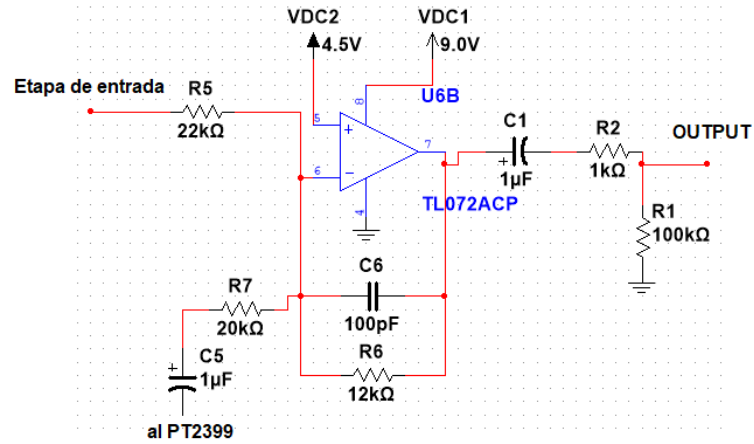 VDC2
VDC1
4.5V
9.0V
Etapa de entrada
R5
22kΩ
U6B
5
8
+
6
−
7
4
TL072ACP
C1
+
1µF
R2
1kΩ
OUTPUT
R1
100kΩ
C6
100pF
R7
20kΩ
R6
12kΩ
+
C5
1µF
al PT2399